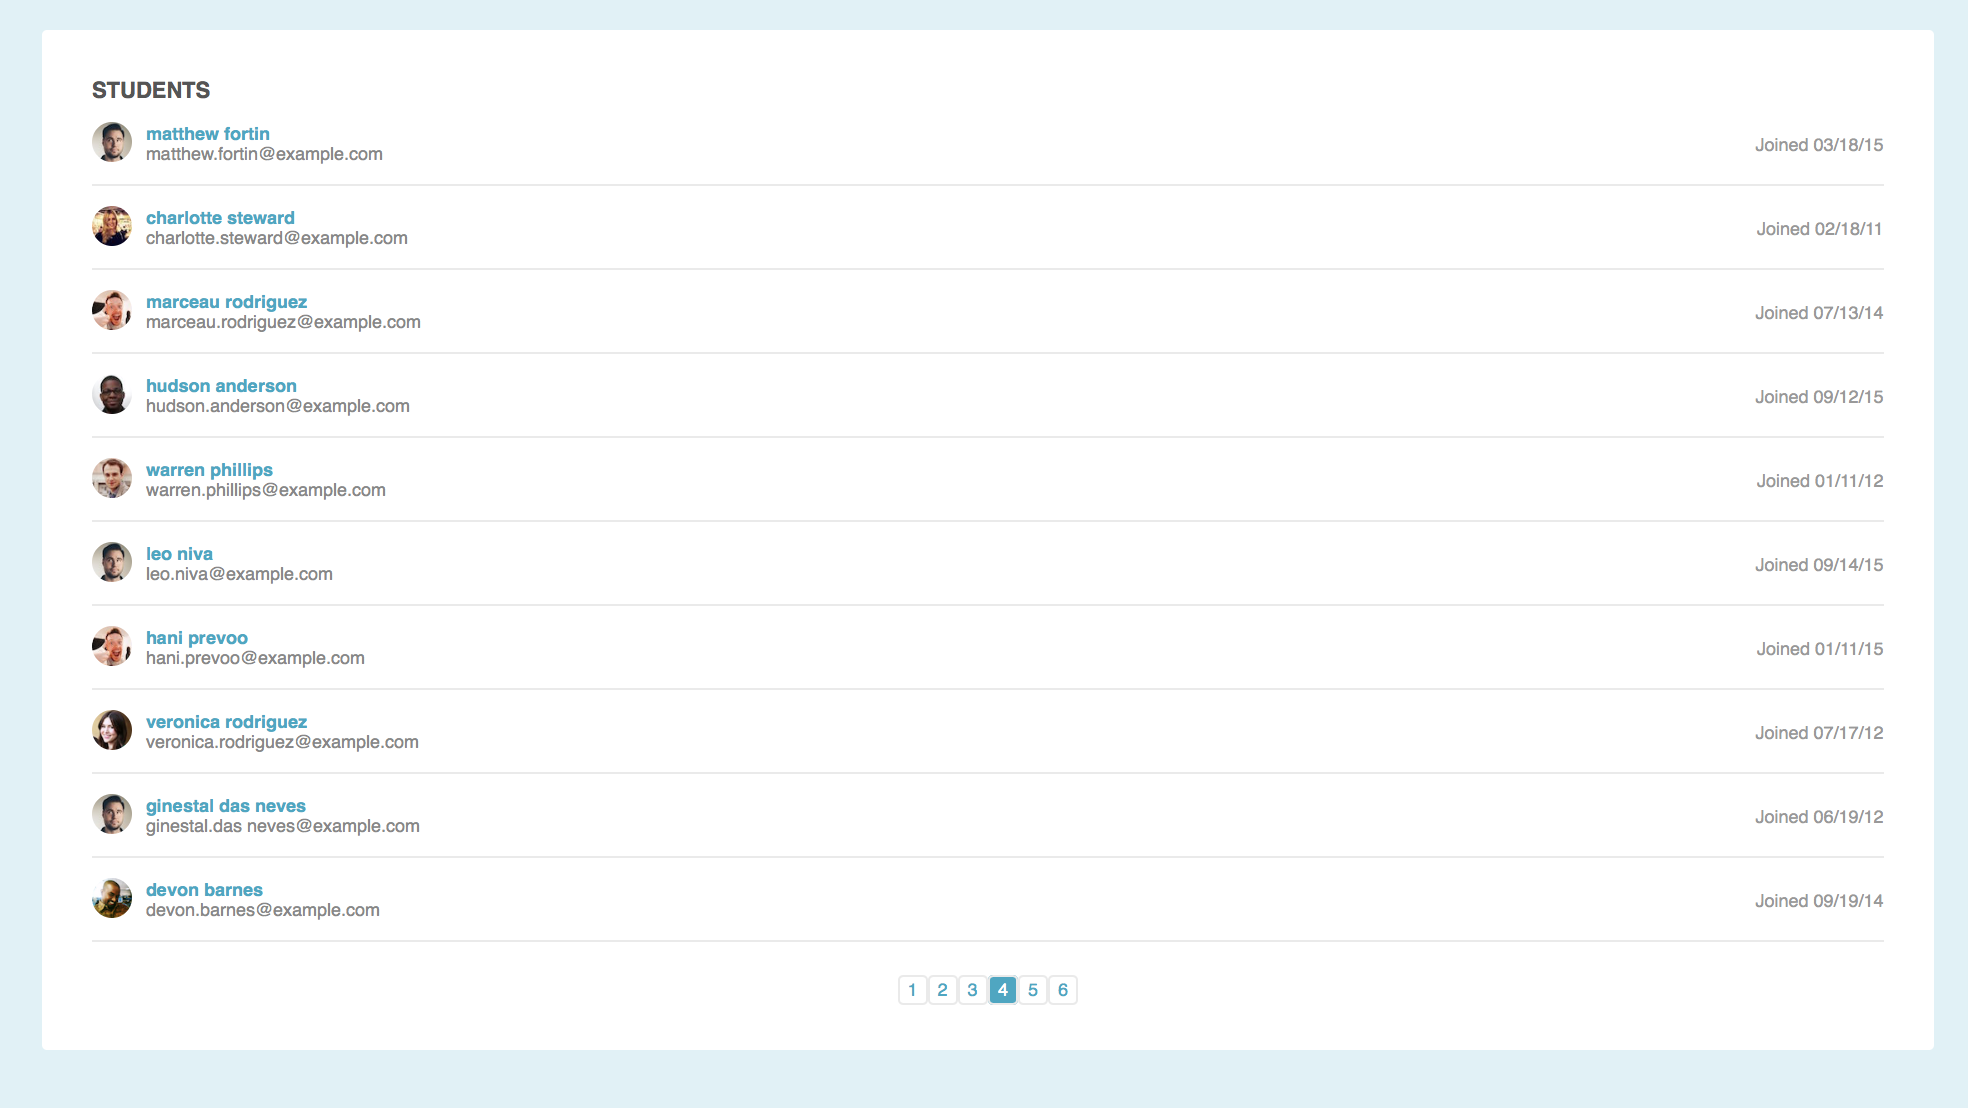 STUDENTS
matthew fortin
matthew.fortin@example.com
Joined 03/18/15
charlotte steward
charlotte.steward@example.com
Joined 02/18/11
marceau rodriguez
marceau.rodriguez@example.com
Joined 07/13/14
hudson anderson
hudson.anderson@example.com
Joined 09/12/15
warren phillips
warren.phillips@example.com
Joined 01/11/12
leo niva
leo.niva@example.com
Joined 09/14/15
hani prevoo
hani.prevoo@example.com
Joined 01/11/15
veronica rodriguez
veronica.rodriguez@example.com
Joined 07/17/12
ginestal das neves
ginestal.das neves@example.com
Joined 06/19/12
devon barnes
devon.barnes@example.com
Joined 09/19/14
1 2 3 4 5 6